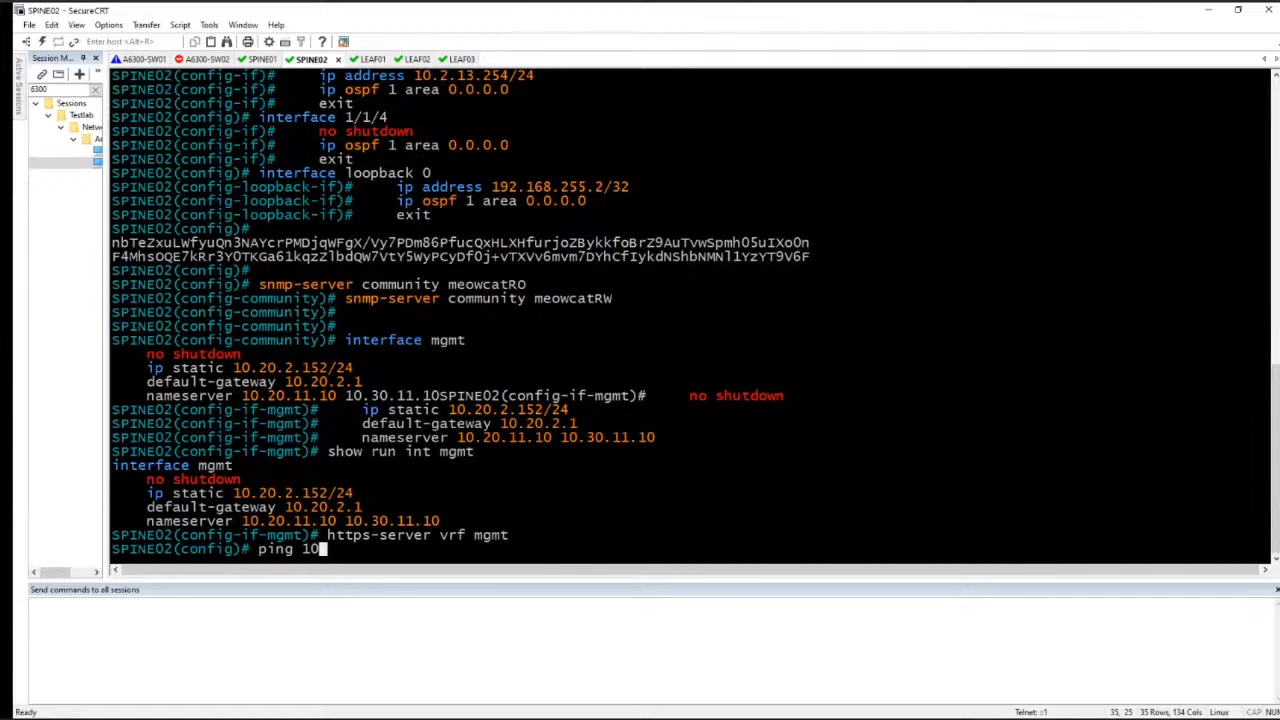 SPINE02 - SecureCRT
File Edit View Options Transfer Script Tools Window Help
Enter host <Alt+R>
Session M...
A6300-SW01 A6300-SW02 SPINE01 SPINE02 LEAF01 LEAF02 LEAF03
Active Sessions
6300
Sessions
Testlab
Netw
Ar
SPINE02(config-if)#     ip address 10.2.13.254/24
SPINE02(config-if)#     ip ospf 1 area 0.0.0.0
SPINE02(config-if)#     exit
SPINE02(config)# interface 1/1/4
SPINE02(config-if)#     no shutdown
SPINE02(config-if)#     ip ospf 1 area 0.0.0.0
SPINE02(config-if)#     exit
SPINE02(config)# interface loopback 0
SPINE02(config-loopback-if)#     ip address 192.168.255.2/32
SPINE02(config-loopback-if)#     ip ospf 1 area 0.0.0.0
SPINE02(config-loopback-if)#     exit
SPINE02(config)#
SPINE02(config)#
SPINE02(config)# snmp-server community meowcatRO
SPINE02(config-community)# snmp-server community meowcatRW
SPINE02(config-community)#
SPINE02(config-community)#
SPINE02(config-community)# interface mgmt
    no shutdown
    ip static 10.20.2.152/24
    default-gateway 10.20.2.1
    nameserver 10.20.11.10 10.30.11.10SPINE02(config-if-mgmt)#     no shutdown
SPINE02(config-if-mgmt)#     ip static 10.20.2.152/24
SPINE02(config-if-mgmt)#     default-gateway 10.20.2.1
SPINE02(config-if-mgmt)#     nameserver 10.20.11.10 10.30.11.10
SPINE02(config-if-mgmt)# show run int mgmt
interface mgmt
    no shutdown
    ip static 10.20.2.152/24
    default-gateway 10.20.2.1
    nameserver 10.20.11.10 10.30.11.10
SPINE02(config-if-mgmt)# https-server vrf mgmt
SPINE02(config)# ping 10
Send commands to all sessions
Ready
Telnet: ::1 35, 25 35 Rows, 134 Cols Linux CAP NUM